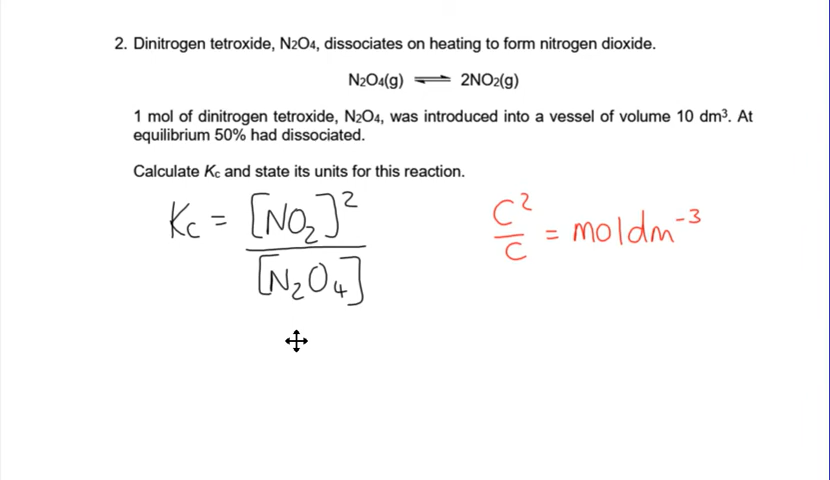 2. Dinitrogen tetroxide, N2O4, dissociates on heating to form nitrogen dioxide.
N2O4(g) ⇌ 2NO2(g)
1 mol of dinitrogen tetroxide, N2O4, was introduced into a vessel of volume 10 dm³. At
equilibrium 50% had dissociated.
Calculate Kc and state its units for this reaction.
Kc = [NO2]²
[N2O4]
C²
C = moldm⁻³